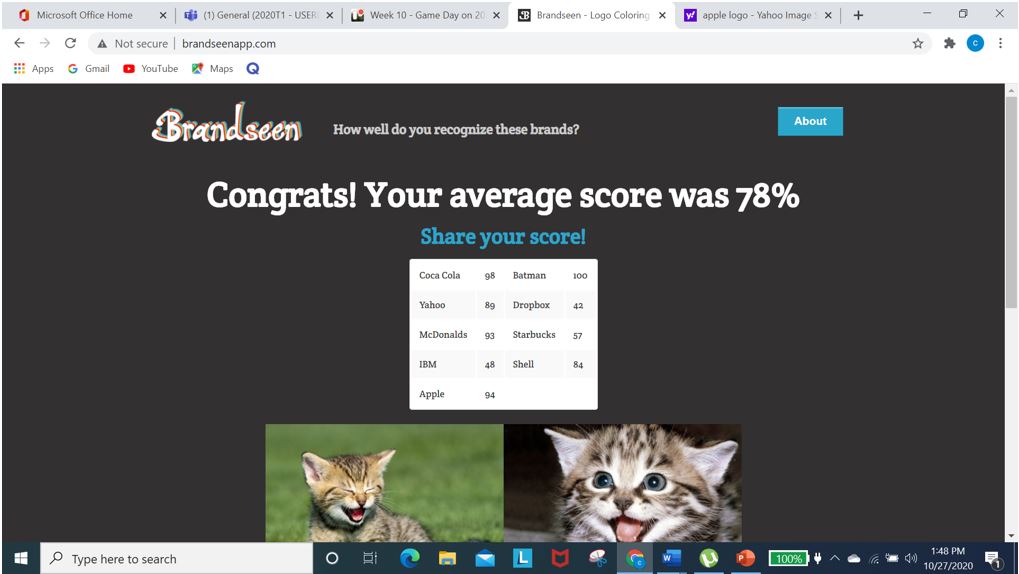 Microsoft Office Home
(1) General (2020T1 - USER
Week 10 - Game Day on 20
Brandseen - Logo Coloring
apple logo - Yahoo Image S
Not secure
brandseenapp.com
Apps
Gmail
YouTube
Maps
Brandseen
How well do you recognize these brands?
About
Congrats! Your average score was 78%
Share your score!
Coca Cola 98 Batman 100
Yahoo 89 Dropbox 42
McDonalds 93 Starbucks 57
IBM 48 Shell 84
Apple 94
Type here to search
100%
1:48 PM
10/27/2020